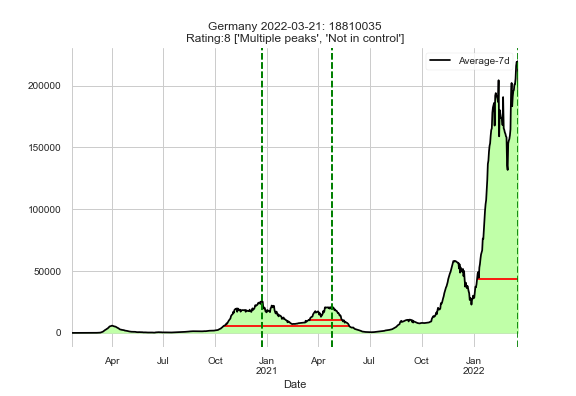 Germany 2022-03-21: 18810035
Rating:8 ['Multiple peaks', 'Not in control']
Average-7d
200000
150000
100000
50000
0
Apr Jul Oct Jan Apr Jul Oct Jan
2021 2022
Date